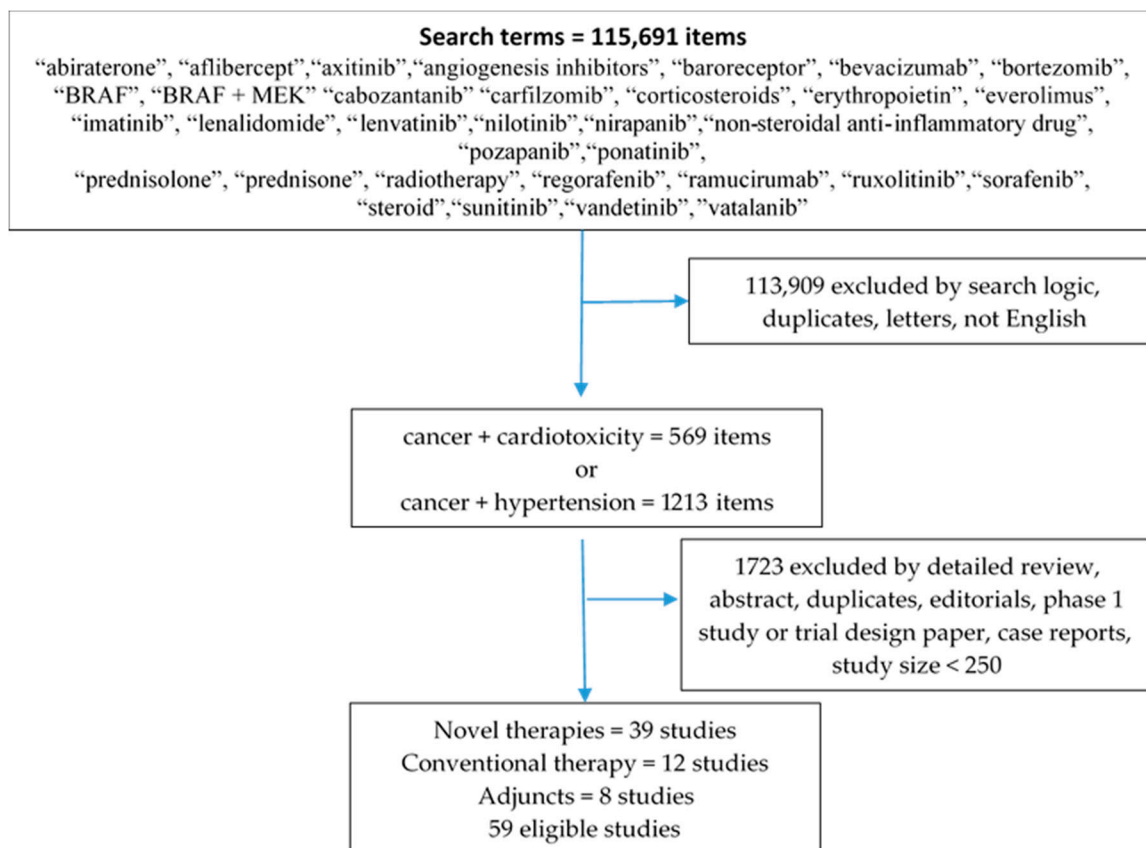 Search terms = 115,691 items
“abiraterone”, “aflibercept”,“axitinib”,“angiogenesis inhibitors”, “baroreceptor”, “bevacizumab”, “bortezomib”,
“BRAF”, “BRAF + MEK” “cabozantanib” “carfilzomib”, “corticosteroids”, “erythropoietin”, “everolimus”,
“imatinib”, “lenalidomide”, “lenvatinib”,“nilotinib”,“nirapanib”,“non-steroidal anti-inflammatory drug”,
“pozapanib”,“ponatinib”,
“prednisolone”, “prednisone”, “radiotherapy”, “regorafenib”, “ramucirumab”, “ruxolitinib”,“sorafenib”,
“steroid”,“sunitinib”,“vandetinib”,“vatalanib”
113,909 excluded by search logic,
duplicates, letters, not English
cancer + cardiotoxicity = 569 items
or
cancer + hypertension = 1213 items
1723 excluded by detailed review,
abstract, duplicates, editorials, phase 1
study or trial design paper, case reports,
study size < 250
Novel therapies = 39 studies
Conventional therapy = 12 studies
Adjuncts = 8 studies
59 eligible studies